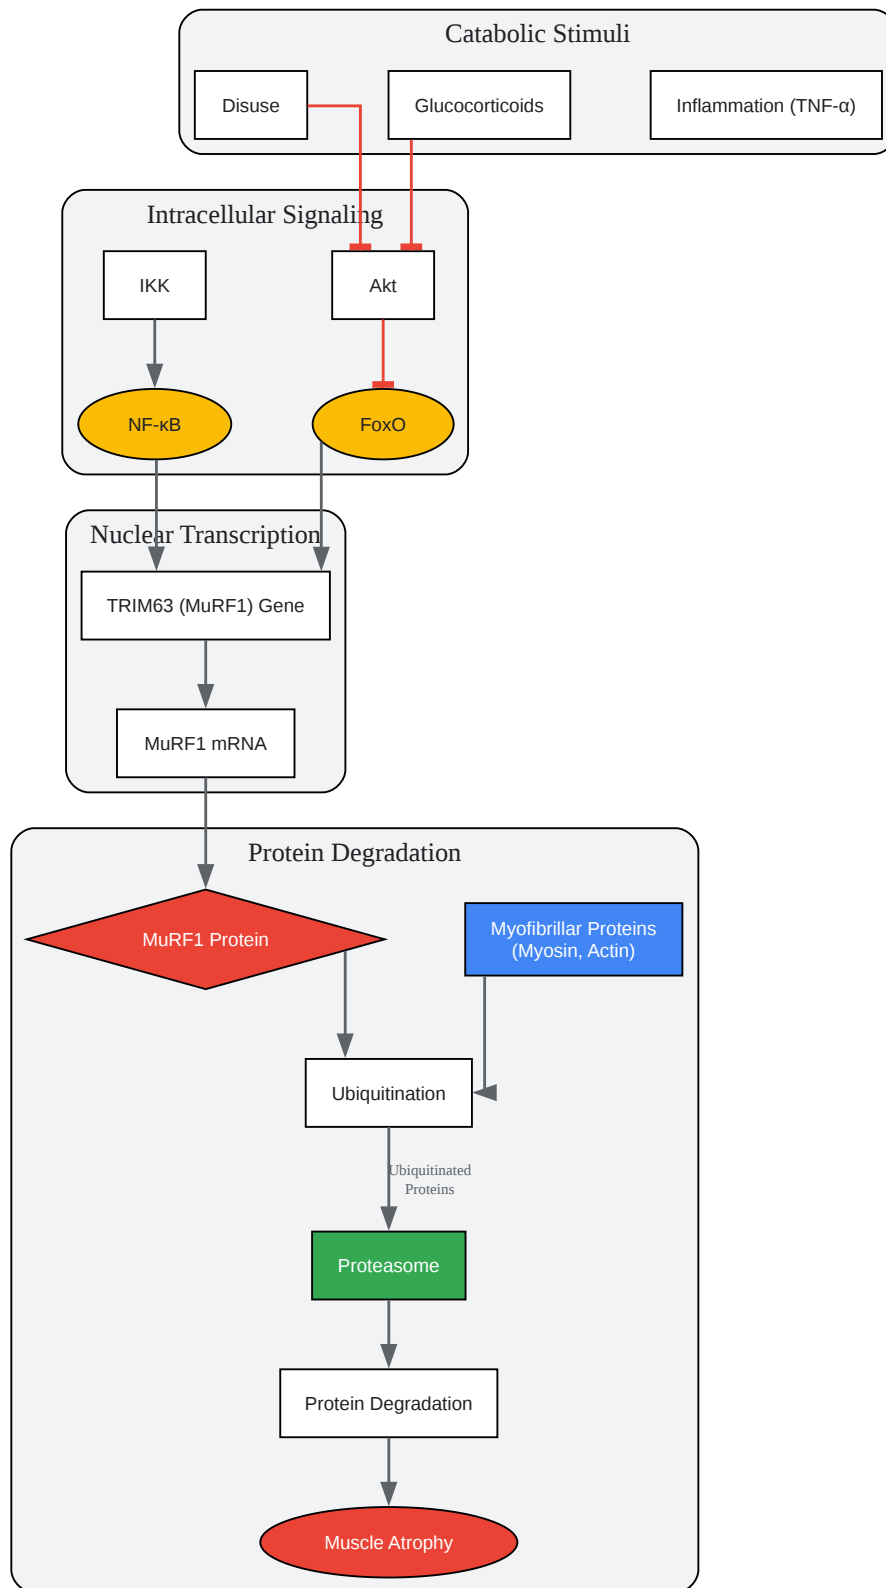 Catabolic Stimuli
Disuse
Glucocorticoids
Inflammation (TNF-α)
Intracellular Signaling
IKK
Akt
NF-κB
FoxO
Nuclear Transcription
TRIM63 (MuRF1) Gene
MuRF1 mRNA
Protein Degradation
MuRF1 Protein
Myofibrillar Proteins
(Myosin, Actin)
Ubiquitination
Ubiquitinated
Proteins
Proteasome
Protein Degradation
Muscle Atrophy